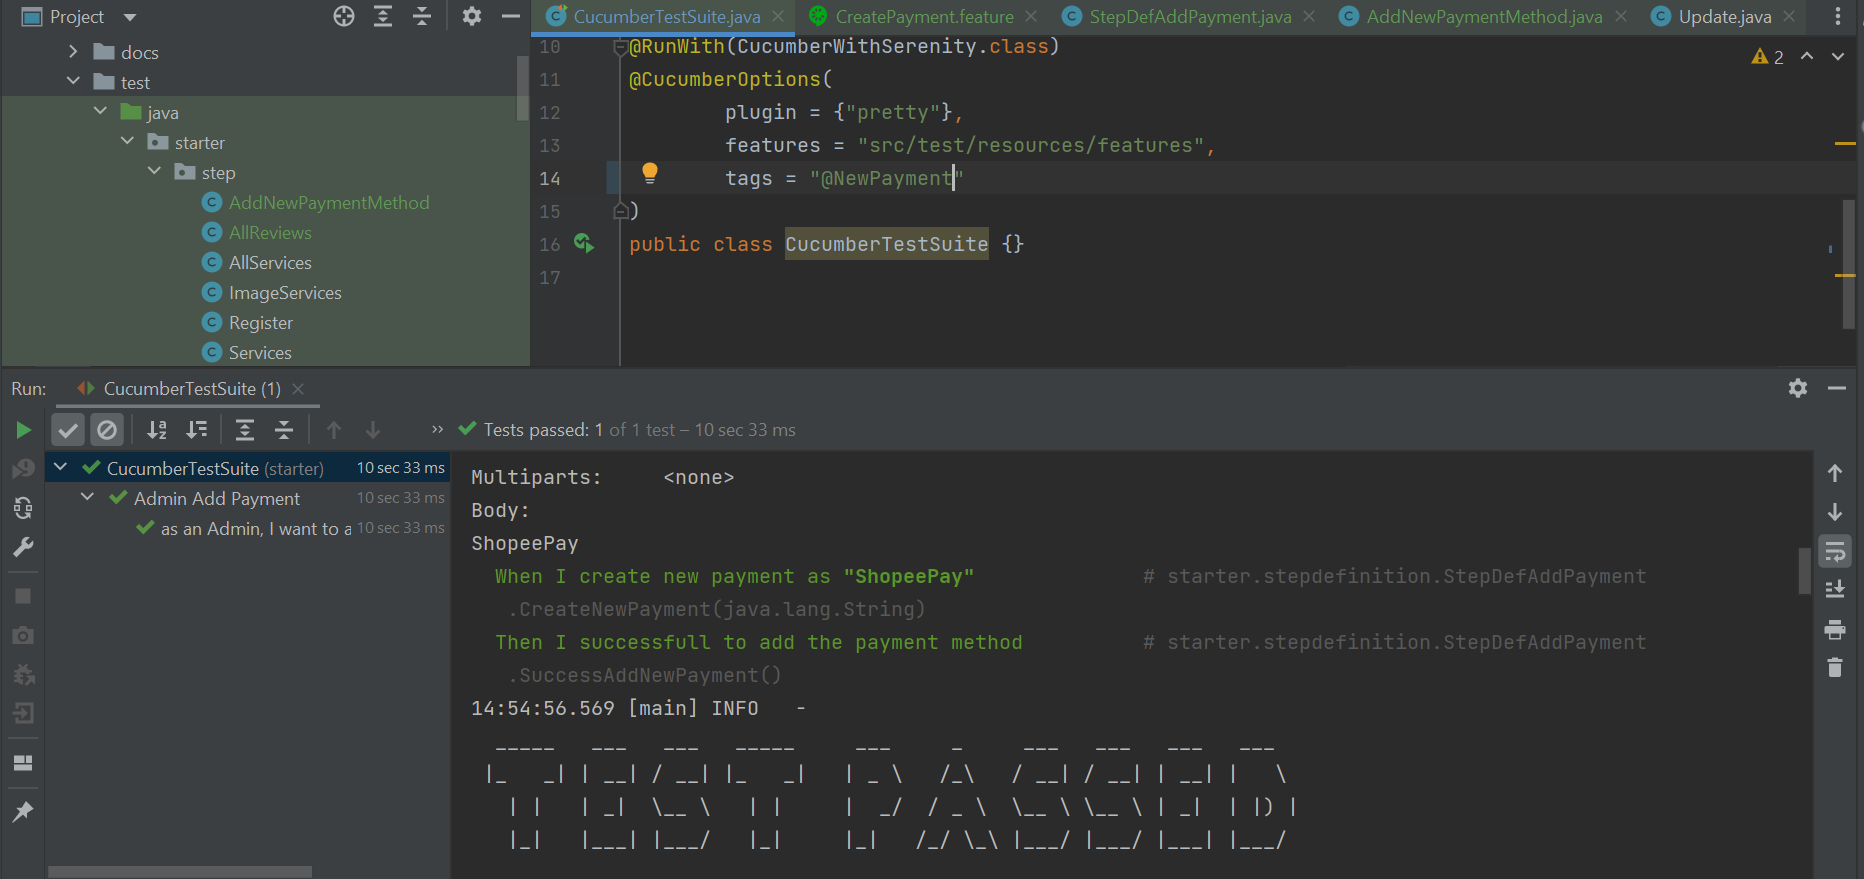 Project
CucumberTestSuite.java
CreatePayment.feature
StepDefAddPayment.java
AddNewPaymentMethod.java
Update.java
docs
test
java
starter
step
AddNewPaymentMethod
AllReviews
AllServices
ImageServices
Register
Services
10 @RunWith(CucumberWithSerenity.class)
11 @CucumberOptions(
12 plugin = {"pretty"},
13 features = "src/test/resources/features",
14 tags = "@NewPayment"
15 )
16 public class CucumberTestSuite {}
17
2
Run: CucumberTestSuite (1)
Tests passed: 1 of 1 test – 10 sec 33 ms
CucumberTestSuite (starter) 10 sec 33 ms
Admin Add Payment 10 sec 33 ms
as an Admin, I want to a 10 sec 33 ms
Multiparts: <none>
Body:
ShopeePay
When I create new payment as "ShopeePay" # starter.stepdefinition.StepDefAddPayment
.CreateNewPayment(java.lang.String)
Then I successfull to add the payment method # starter.stepdefinition.StepDefAddPayment
.SuccessAddNewPayment()
14:54:56.569 [main] INFO -
TEST PASSED